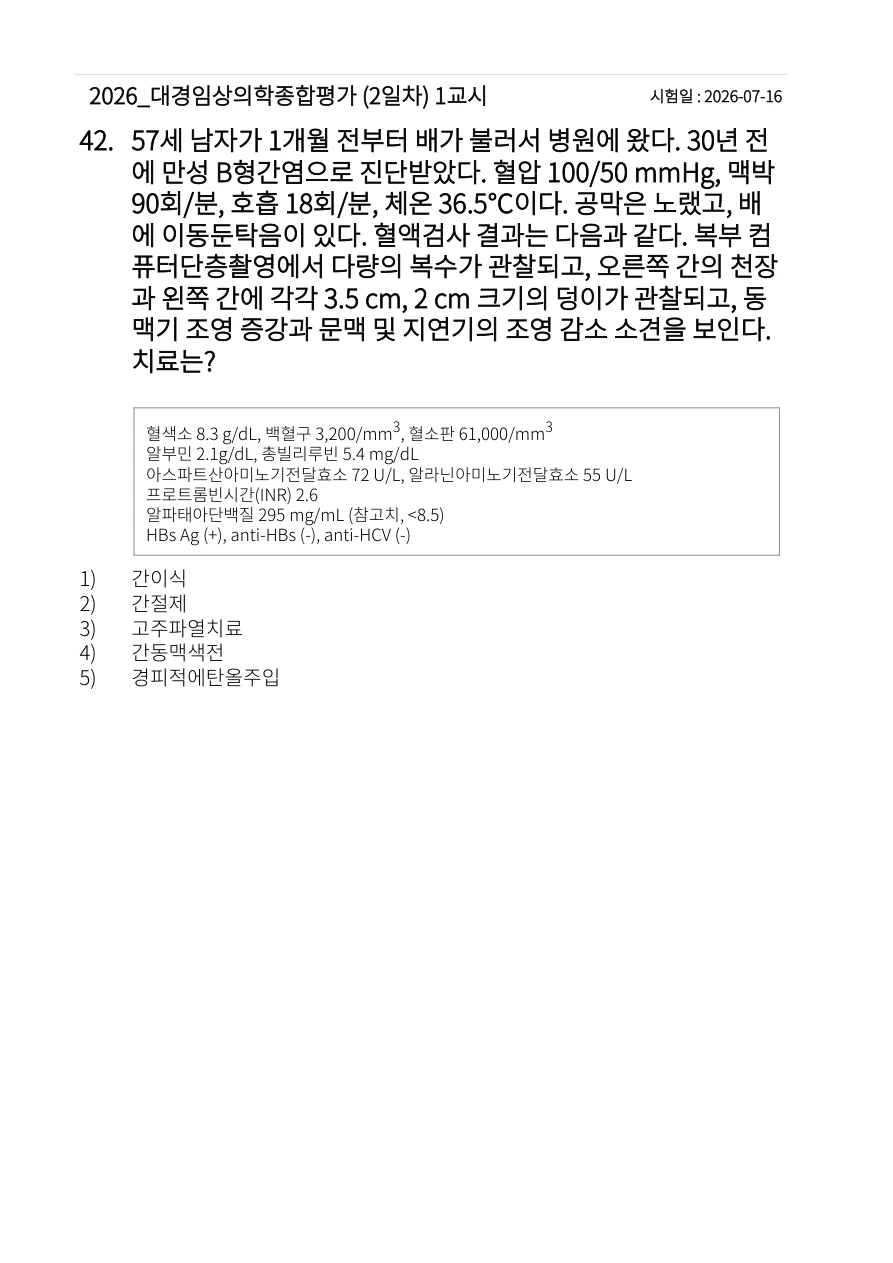 2026_대경임상의학종합평가 (2일차) 1교시
시험일 : 2026-07-16
42. 57세 남자가 1개월 전부터 배가 불러서 병원에 왔다. 30년 전
에 만성 B형간염으로 진단받았다. 혈압 100/50 mmHg, 맥박
90회/분, 호흡 18회/분, 체온 36.5℃이다. 공막은 노랬고, 배
에 이동둔탁음이 있다. 혈액검사 결과는 다음과 같다. 복부 컴
퓨터단층촬영에서 다량의 복수가 관찰되고, 오른쪽 간의 천장
과 왼쪽 간에 각각 3.5 cm, 2 cm 크기의 덩이가 관찰되고, 동
맥기 조영 증강과 문맥 및 지연기의 조영 감소 소견을 보인다.
치료는?
혈색소 8.3 g/dL, 백혈구 3,200/mm³, 혈소판 61,000/mm³
알부민 2.1g/dL, 총빌리루빈 5.4 mg/dL
아스파트산아미노기전달효소 72 U/L, 알라닌아미노기전달효소 55 U/L
프로트롬빈시간(INR) 2.6
알파태아단백질 295 mg/mL (참고치, <8.5)
HBs Ag (+), anti-HBs (-), anti-HCV (-)
1) 간이식
2) 간절제
3) 고주파열치료
4) 간동맥색전
5) 경피적에탄올주입